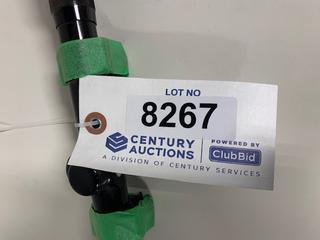 LOT NO
8267
CENTURY
AUCTIONS
POWERED BY
ClubBid
A DIVISION OF CENTURY SERVICES